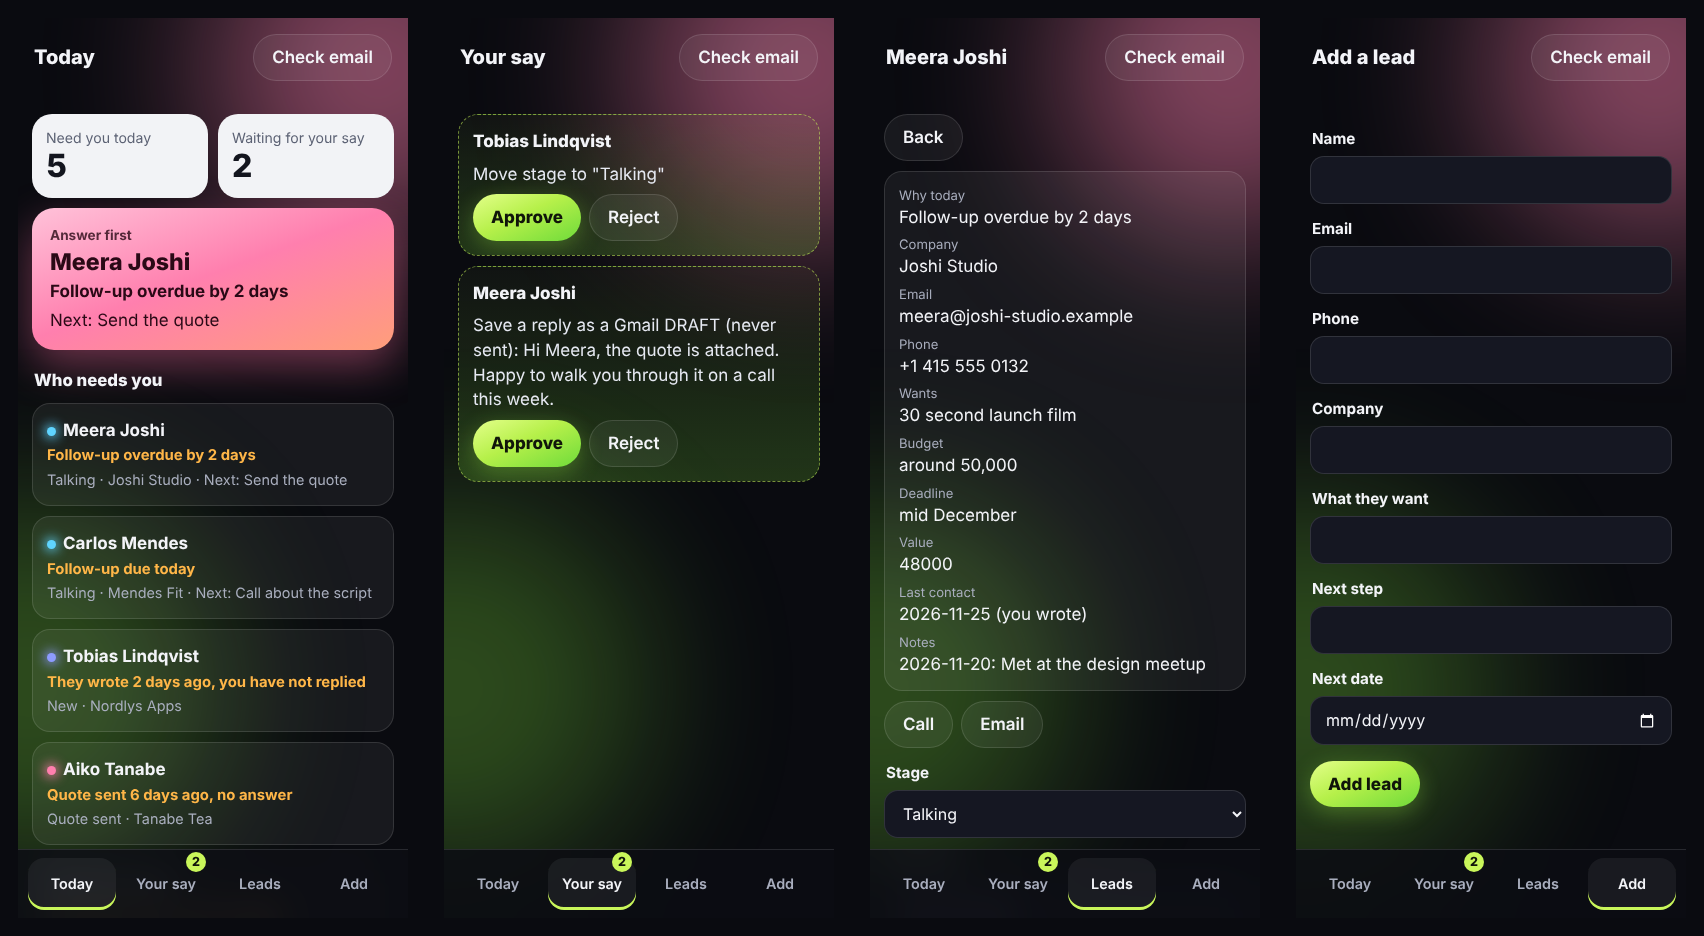 Today
Check email
Need you today
5
Waiting for your say
2
Answer first
Meera Joshi
Follow-up overdue by 2 days
Next: Send the quote
Who needs you
Meera Joshi
Follow-up overdue by 2 days
Talking · Joshi Studio · Next: Send the quote
Carlos Mendes
Follow-up due today
Talking · Mendes Fit · Next: Call about the script
Tobias Lindqvist
They wrote 2 days ago, you have not replied
New · Nordlys Apps
Aiko Tanabe
Quote sent 6 days ago, no answer
Quote sent · Tanabe Tea
Today
Your say
2
Leads
Add
Your say
Check email
Tobias Lindqvist
Move stage to "Talking"
Approve
Reject
Meera Joshi
Save a reply as a Gmail DRAFT (never
sent): Hi Meera, the quote is attached.
Happy to walk you through it on a call
this week.
Approve
Reject
Today
Your say
2
Leads
Add
Meera Joshi
Check email
Back
Why today
Follow-up overdue by 2 days
Company
Joshi Studio
Email
meera@joshi-studio.example
Phone
+1 415 555 0132
Wants
30 second launch film
Budget
around 50,000
Deadline
mid December
Value
48000
Last contact
2026-11-25 (you wrote)
Notes
2026-11-20: Met at the design meetup
Call
Email
Stage
Talking
Today
Your say
2
Leads
Add
Add a lead
Check email
Name
Email
Phone
Company
What they want
Next step
Next date
mm/dd/yyyy
Add lead
Today
Your say
2
Leads
Add